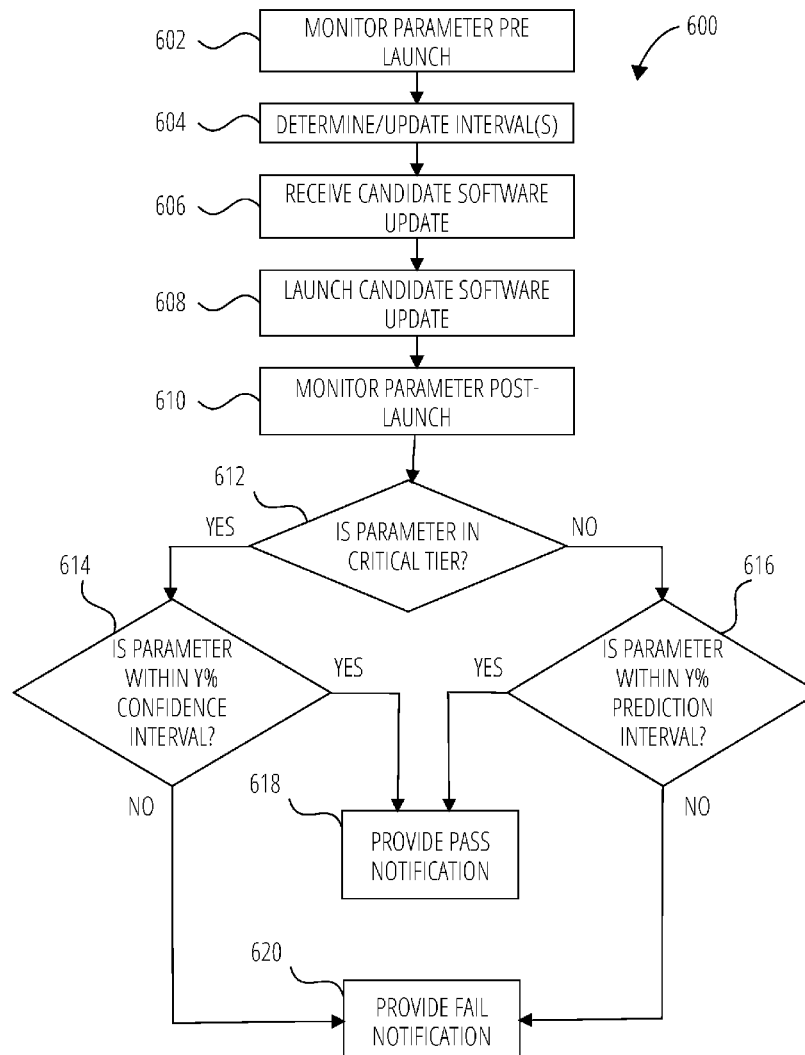 602
MONITOR PARAMETER PRE
LAUNCH
600
604
DETERMINE/UPDATE INTERVAL(S)
606
RECEIVE CANDIDATE SOFTWARE
UPDATE
608
LAUNCH CANDIDATE SOFTWARE
UPDATE
610
MONITOR PARAMETER POST-
LAUNCH
612
YES
IS PARAMETER IN
CRITICAL TIER?
NO
614
IS PARAMETER
WITHIN Y%
CONFIDENCE
INTERVAL?
YES
NO
616
IS PARAMETER
WITHIN Y%
PREDICTION
INTERVAL?
YES
NO
618
PROVIDE PASS
NOTIFICATION
620
PROVIDE FAIL
NOTIFICATION